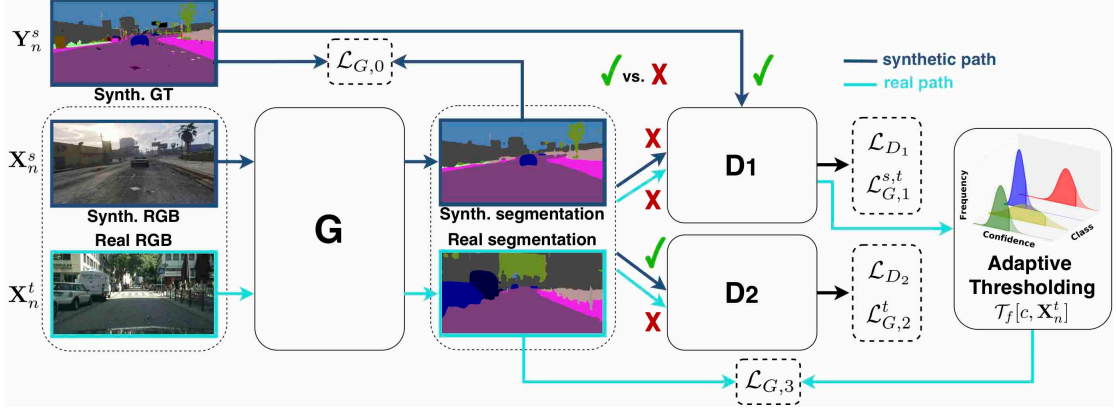 Y_n^s
Synth. GT
L_{G,0}
✓ vs. X
✓
synthetic path
real path
X_n^s
Synth. RGB
Real RGB
X_n^t
G
Synth. segmentation
Real segmentation
X
X
✓
X
D1
D2
L_{D_1}
L_{G,1}^{s,t}
L_{D_2}
L_{G,2}^t
L_{G,3}
Frequency
Confidence
Class
Adaptive
Thresholding
T_f[c, X_n^t]